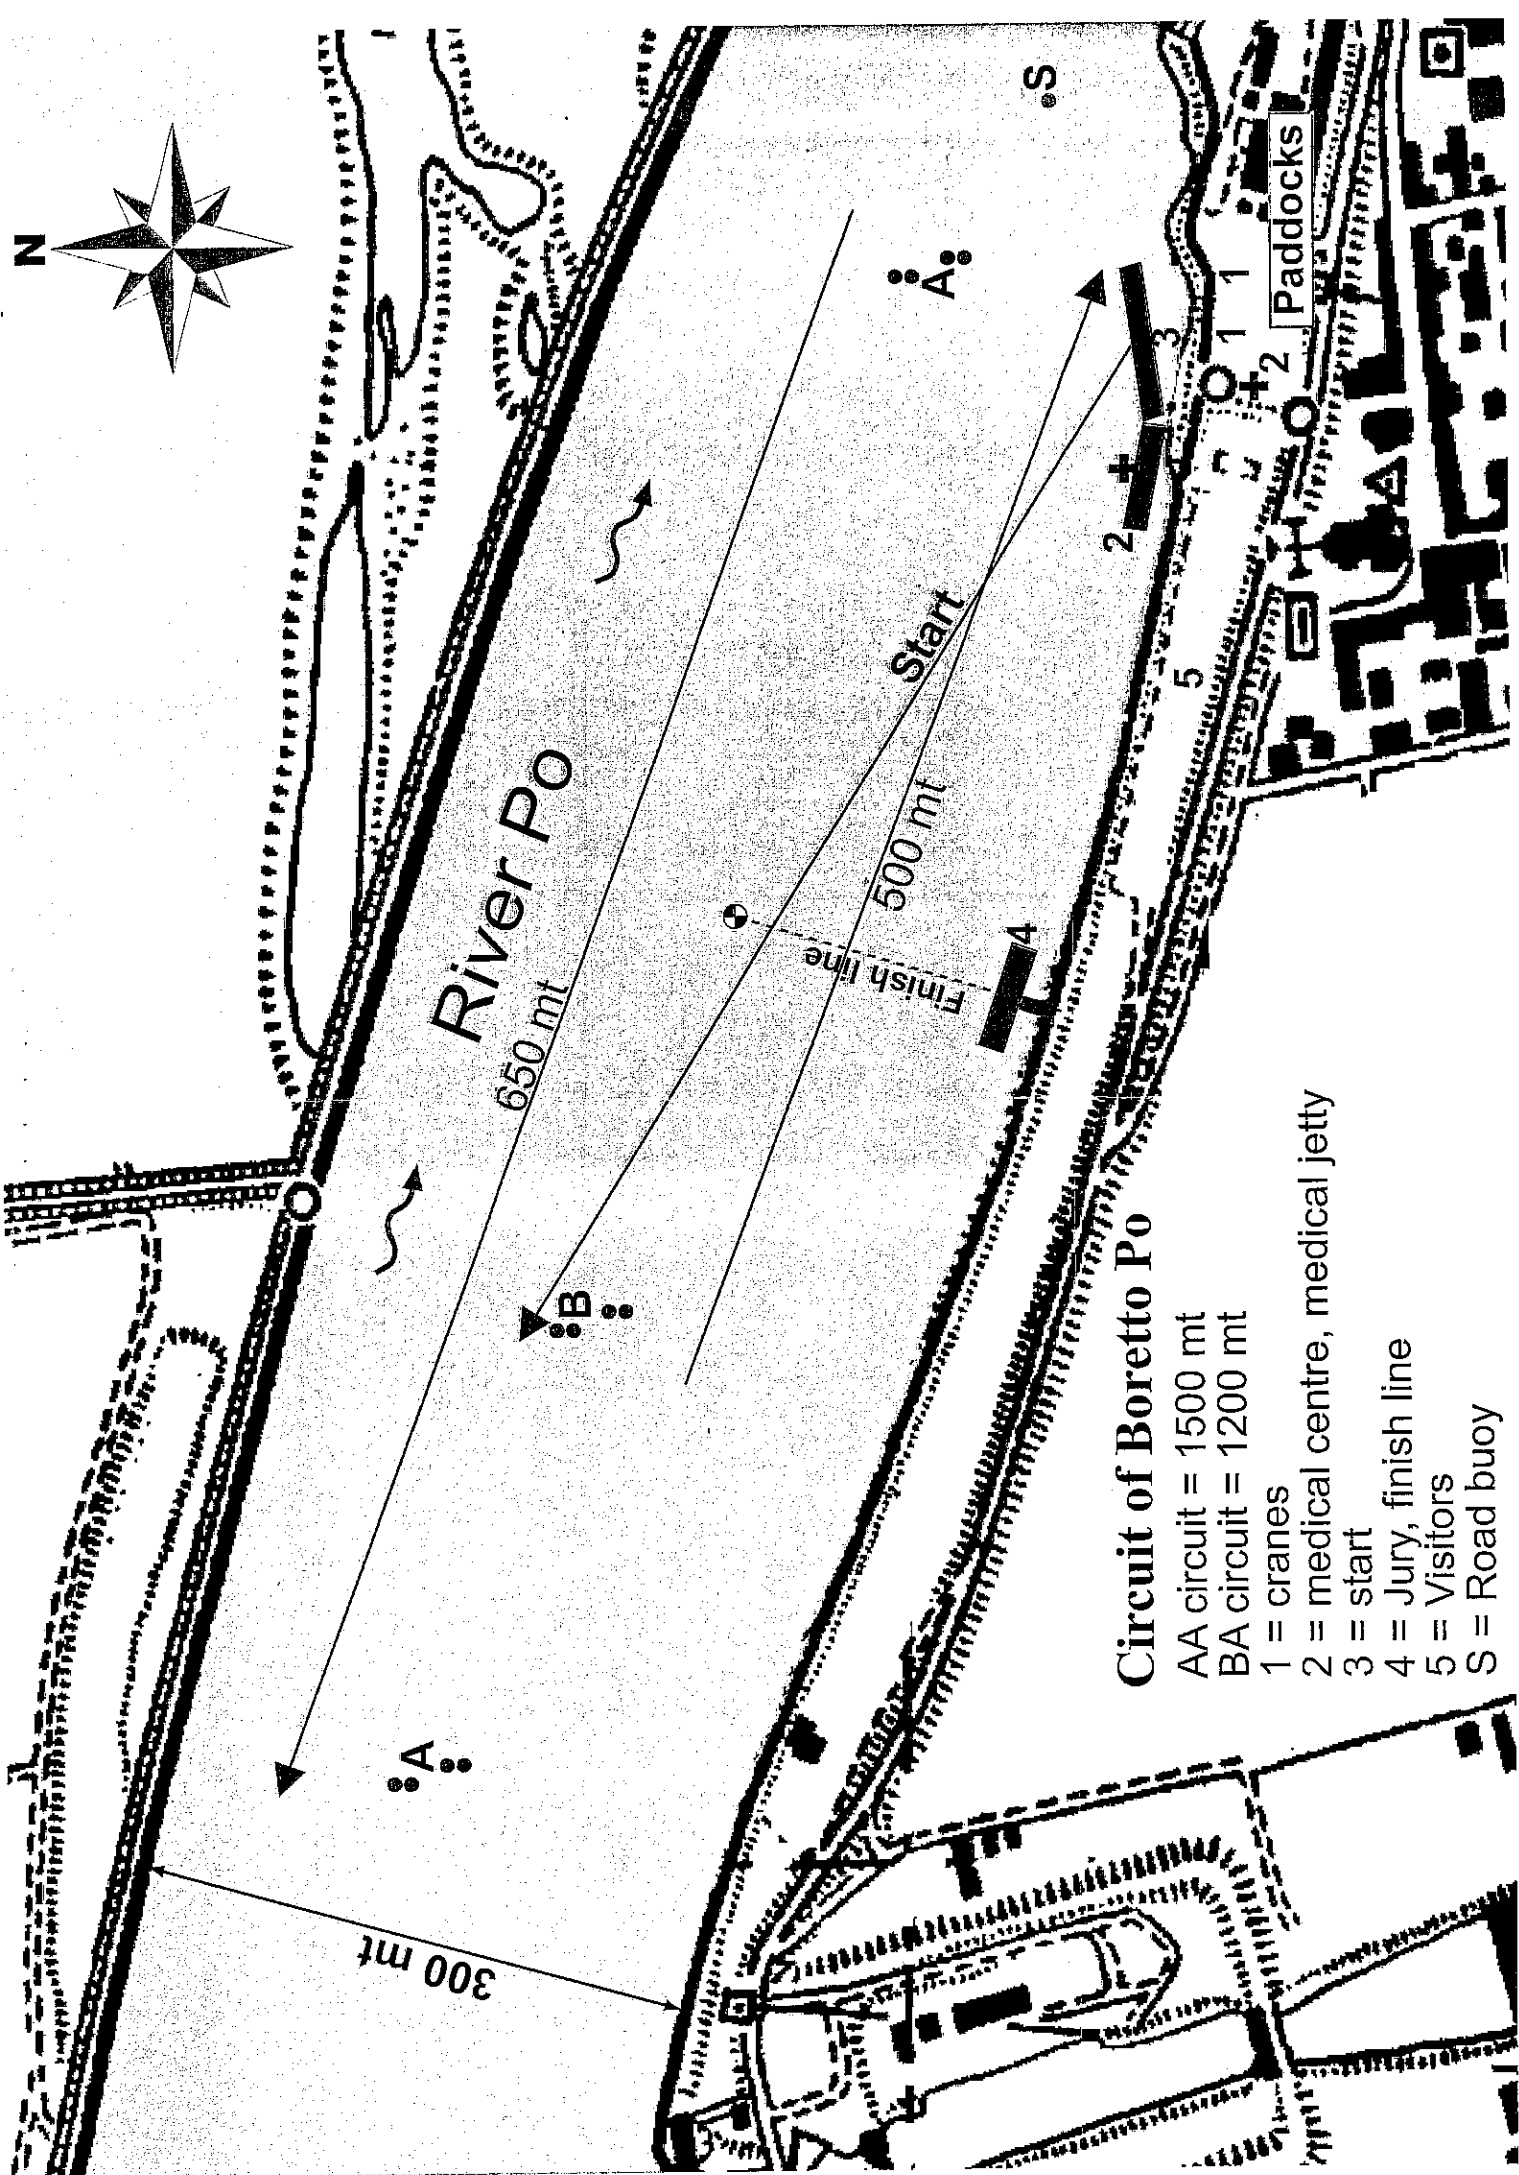 N
River Po
650 mt
500 mt
300 mt
Start
Finish line
A
A
B
S
2
3
4
5
1
1
2
Paddocks
Circuit of Boretto Po
AA circuit = 1500 mt
BA circuit = 1200 mt
1 = cranes
2 = medical centre, medical jetty
3 = start
4 = Jury, finish line
5 = Visitors
S = Road buoy